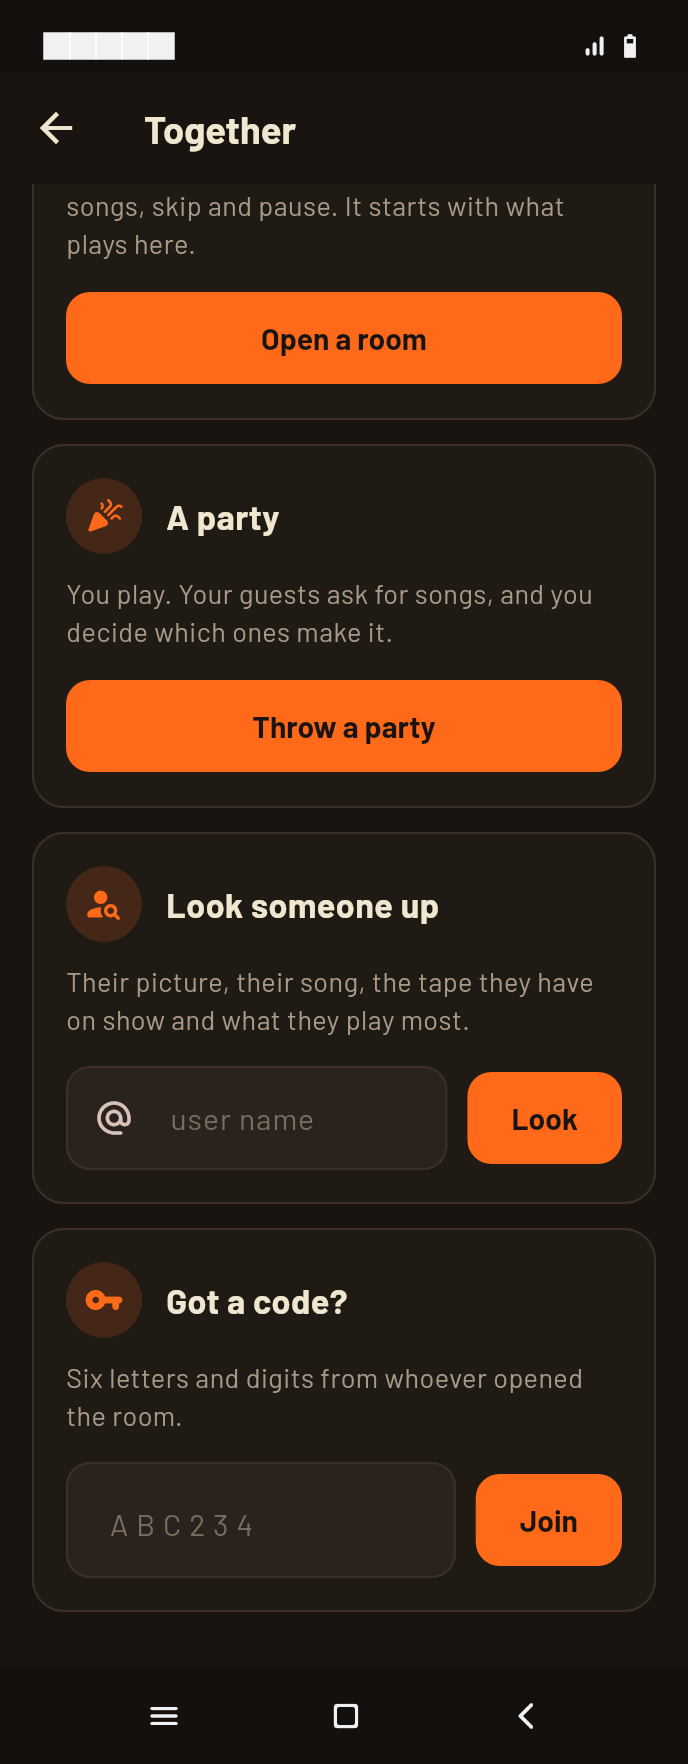 Together
songs, skip and pause. It starts with what
plays here.
Open a room
A party
You play. Your guests ask for songs, and you
decide which ones make it.
Throw a party
Look someone up
Their picture, their song, the tape they have
on show and what they play most.
user name
Look
Got a code?
Six letters and digits from whoever opened
the room.
ABC234
Join